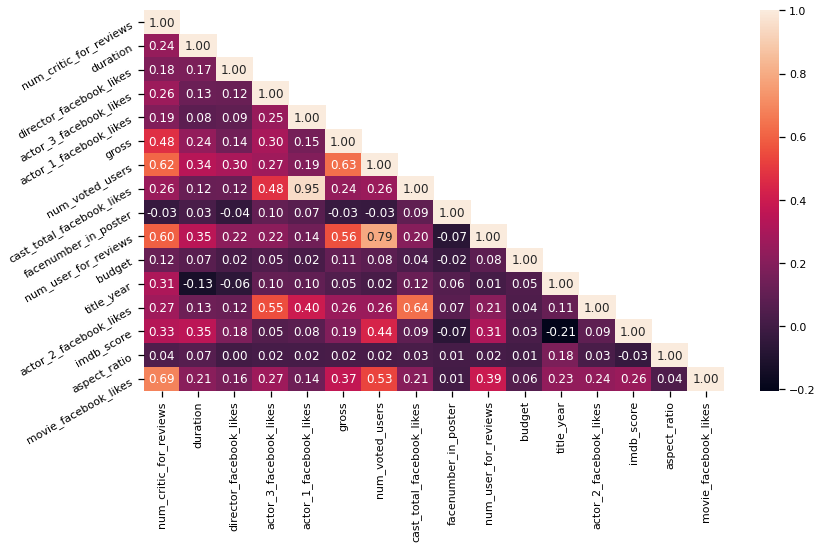 num_critic_for_reviews 1.00
duration 0.24 1.00
director_facebook_likes 0.18 0.17 1.00
actor_3_facebook_likes 0.26 0.13 0.12 1.00
actor_1_facebook_likes 0.19 0.08 0.09 0.25 1.00
gross 0.48 0.24 0.14 0.30 0.15 1.00
num_voted_users 0.62 0.34 0.30 0.27 0.19 0.63 1.00
cast_total_facebook_likes 0.26 0.12 0.12 0.48 0.95 0.24 0.26 1.00
facenumber_in_poster -0.03 0.03 -0.04 0.10 0.07 -0.03 -0.03 0.09 1.00
num_user_for_reviews 0.60 0.35 0.22 0.22 0.14 0.56 0.79 0.20 -0.07 1.00
budget 0.12 0.07 0.02 0.05 0.02 0.11 0.08 0.04 -0.02 0.08 1.00
title_year 0.31 -0.13 -0.06 0.10 0.10 0.05 0.02 0.12 0.06 0.01 0.05 1.00
actor_2_facebook_likes 0.27 0.13 0.12 0.55 0.40 0.26 0.26 0.64 0.07 0.21 0.04 0.11 1.00
imdb_score 0.33 0.35 0.18 0.05 0.08 0.19 0.44 0.09 -0.07 0.31 0.03 -0.21 0.09 1.00
aspect_ratio 0.04 0.07 0.00 0.02 0.02 0.02 0.02 0.03 0.01 0.02 0.01 0.18 0.03 -0.03 1.00
movie_facebook_likes 0.69 0.21 0.16 0.27 0.14 0.37 0.53 0.21 0.01 0.39 0.06 0.23 0.24 0.26 0.04 1.00
num_critic_for_reviews
duration
director_facebook_likes
actor_3_facebook_likes
actor_1_facebook_likes
gross
num_voted_users
cast_total_facebook_likes
facenumber_in_poster
num_user_for_reviews
budget
title_year
actor_2_facebook_likes
imdb_score
aspect_ratio
movie_facebook_likes
1.0
0.8
0.6
0.4
0.2
0.0
-0.2